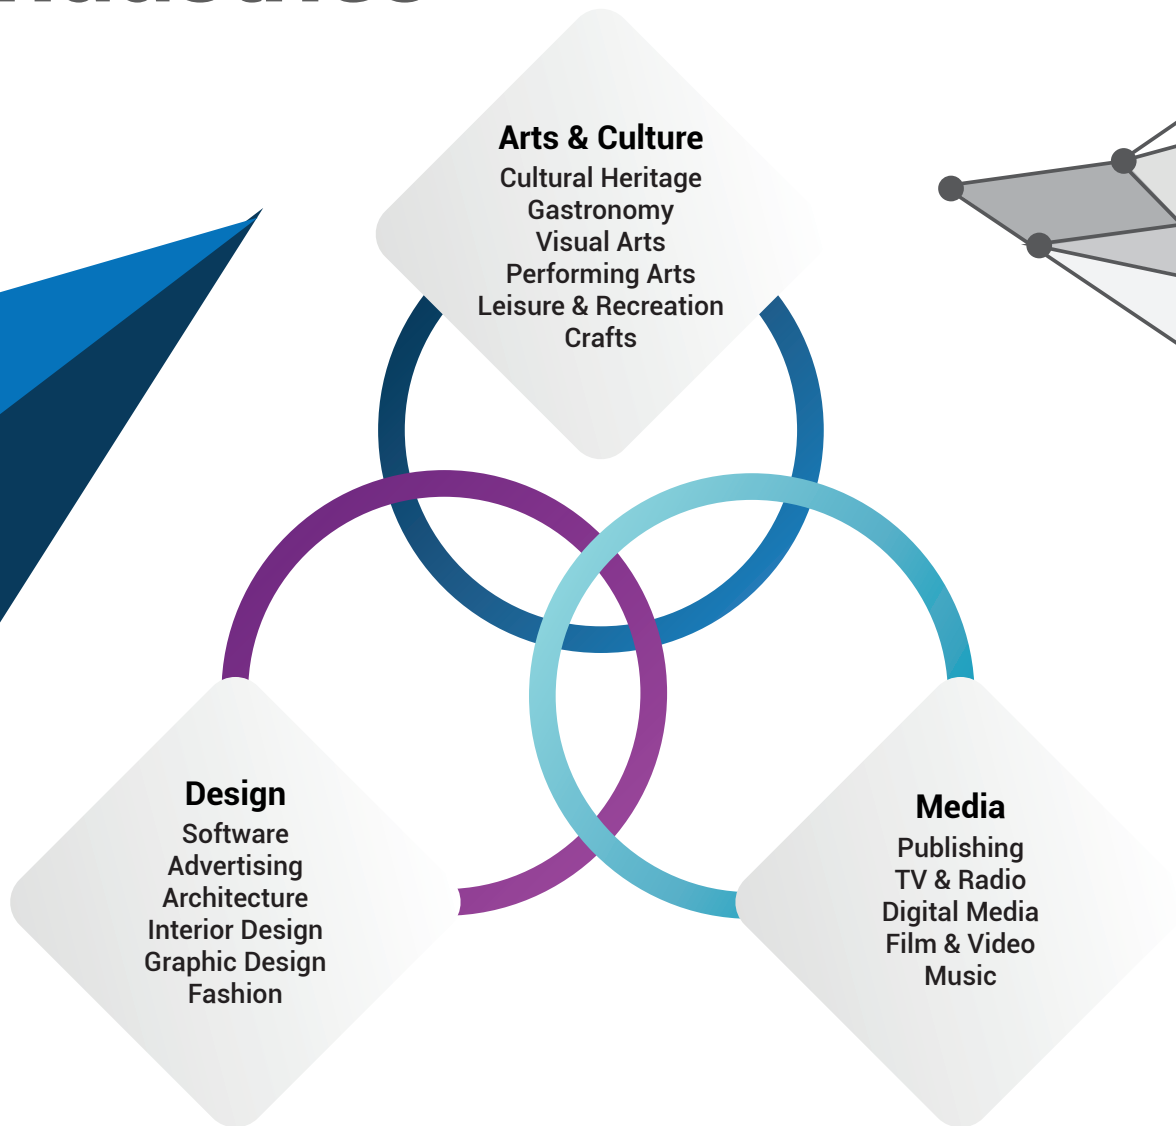 Arts & Culture
Cultural Heritage
Gastronomy
Visual Arts
Performing Arts
Leisure & Recreation
Crafts
Design
Software
Advertising
Architecture
Interior Design
Graphic Design
Fashion
Media
Publishing
TV & Radio
Digital Media
Film & Video
Music